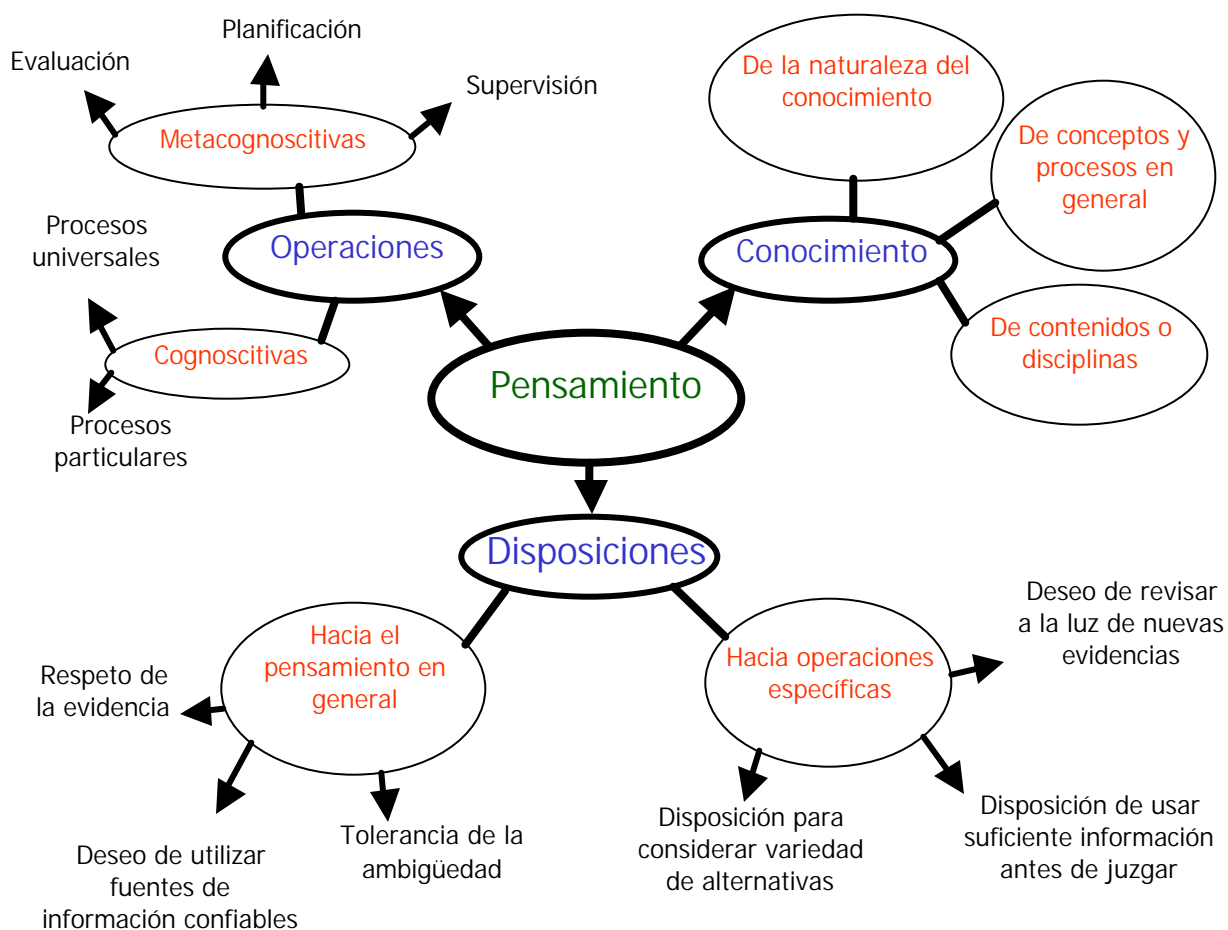 Planificación
Evaluación
Supervisión
Metacognoscitivas
Operaciones
Procesos
universales
Cognoscitivas
Procesos
particulares
De la naturaleza del
conocimiento
De conceptos y
procesos en
general
Conocimiento
De contenidos o
disciplinas
Pensamiento
Disposiciones
Hacia el
pensamiento en
general
Respeto de
la evidencia
Deseo de utilizar
fuentes de
información confiables
Tolerancia de la
ambigüedad
Hacia operaciones
específicas
Deseo de revisar
a la luz de nuevas
evidencias
Disposición para
considerar variedad
de alternativas
Disposición de usar
suficiente información
antes de juzgar